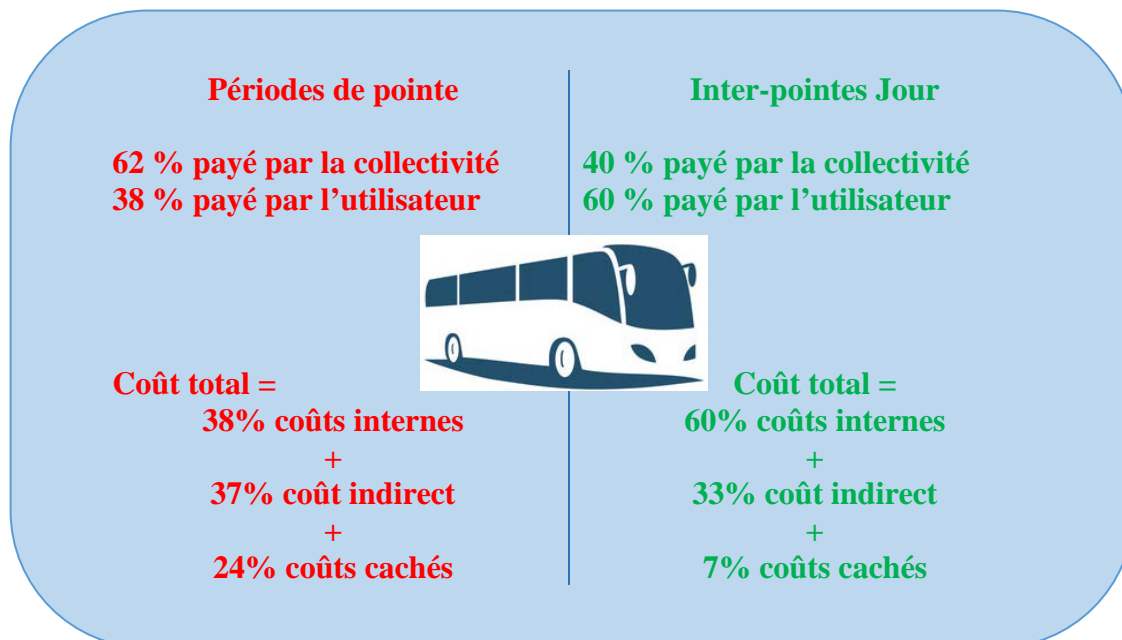 Périodes de pointe
62 % payé par la collectivité
38 % payé par l’utilisateur
Coût total =
38% coûts internes
+
37% coût indirect
+
24% coûts cachés
Inter-pointes Jour
40 % payé par la collectivité
60 % payé par l’utilisateur
Coût total =
60% coûts internes
+
33% coût indirect
+
7% coûts cachés